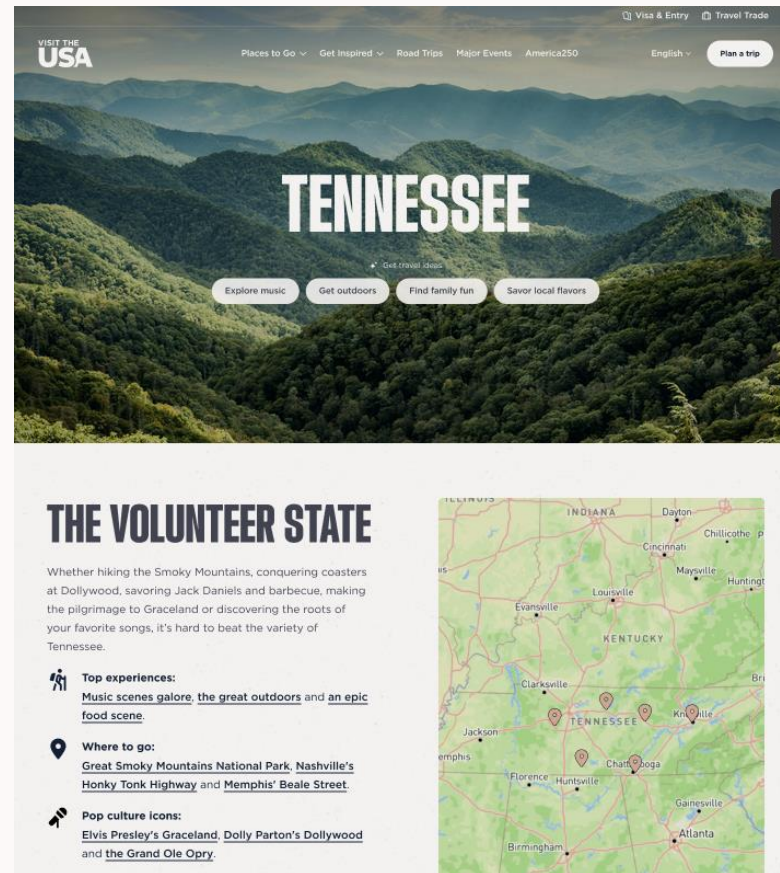 Visa & Entry Travel Trade
VISIT THE
USA
Places to Go Get Inspired Road Trips Major Events America250
English Plan a trip
TENNESSEE
Get travel ideas
Explore music Get outdoors Find family fun Savor local flavors
THE VOLUNTEER STATE
Whether hiking the Smoky Mountains, conquering coasters
at Dollywood, savoring Jack Daniels and barbecue, making
the pilgrimage to Graceland or discovering the roots of
your favorite songs, it's hard to beat the variety of
Tennessee.
Top experiences:
Music scenes galore, the great outdoors and an epic
food scene.
Where to go:
Great Smoky Mountains National Park, Nashville's
Honky Tonk Highway and Memphis' Beale Street.
Pop culture icons:
Elvis Presley's Graceland, Dolly Parton's Dollywood
and the Grand Ole Opry.
ILLINOIS
INDIANA
Dayton
Chillicothe
Cincinnati
Maysville
Huntingt
Louisville
Evansville
KENTUCKY
Clarksville
TENNESSEE
Jackson
emphis
Florence
Huntsville
Gainesville
Atlanta
Birmingham